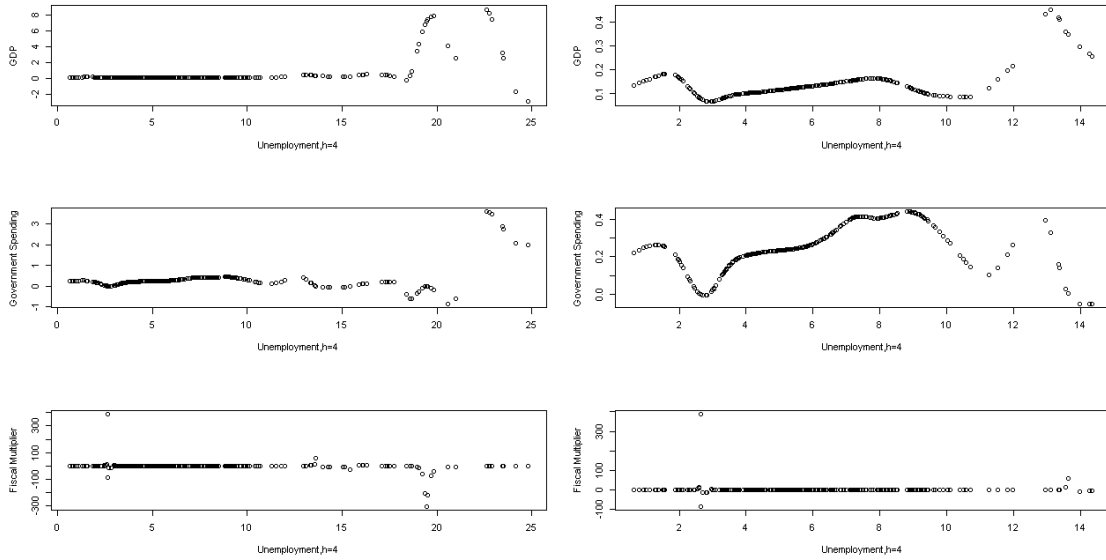 GDP
-2 0 2 4 6 8
0 5 10 15 20 25
Unemployment,h=4
GDP
0.1 0.2 0.3 0.4
2 4 6 8 10 12 14
Unemployment,h=4
Government Spending
-1 0 1 2 3
0 5 10 15 20 25
Unemployment,h=4
Government Spending
0.0 0.2 0.4
2 4 6 8 10 12 14
Unemployment,h=4
Fiscal Multiplier
-300 -100 100 300
0 5 10 15 20 25
Unemployment,h=4
Fiscal Multiplier
-100 0 100 300
2 4 6 8 10 12 14
Unemployment,h=4